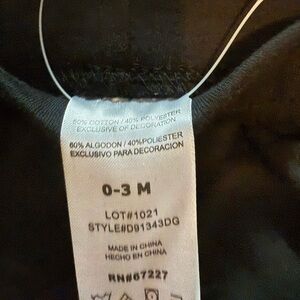 60% COTTON / 40% POLYESTER
EXCLUSIVE OF DECORATION
60% ALGODON / 40%POLIESTER
EXCLUSIVO PARA DECORACION
0-3 M
LOT#1021
STYLE#D91343DG
MADE IN CHINA
HECHO EN CHINA
RN#67227